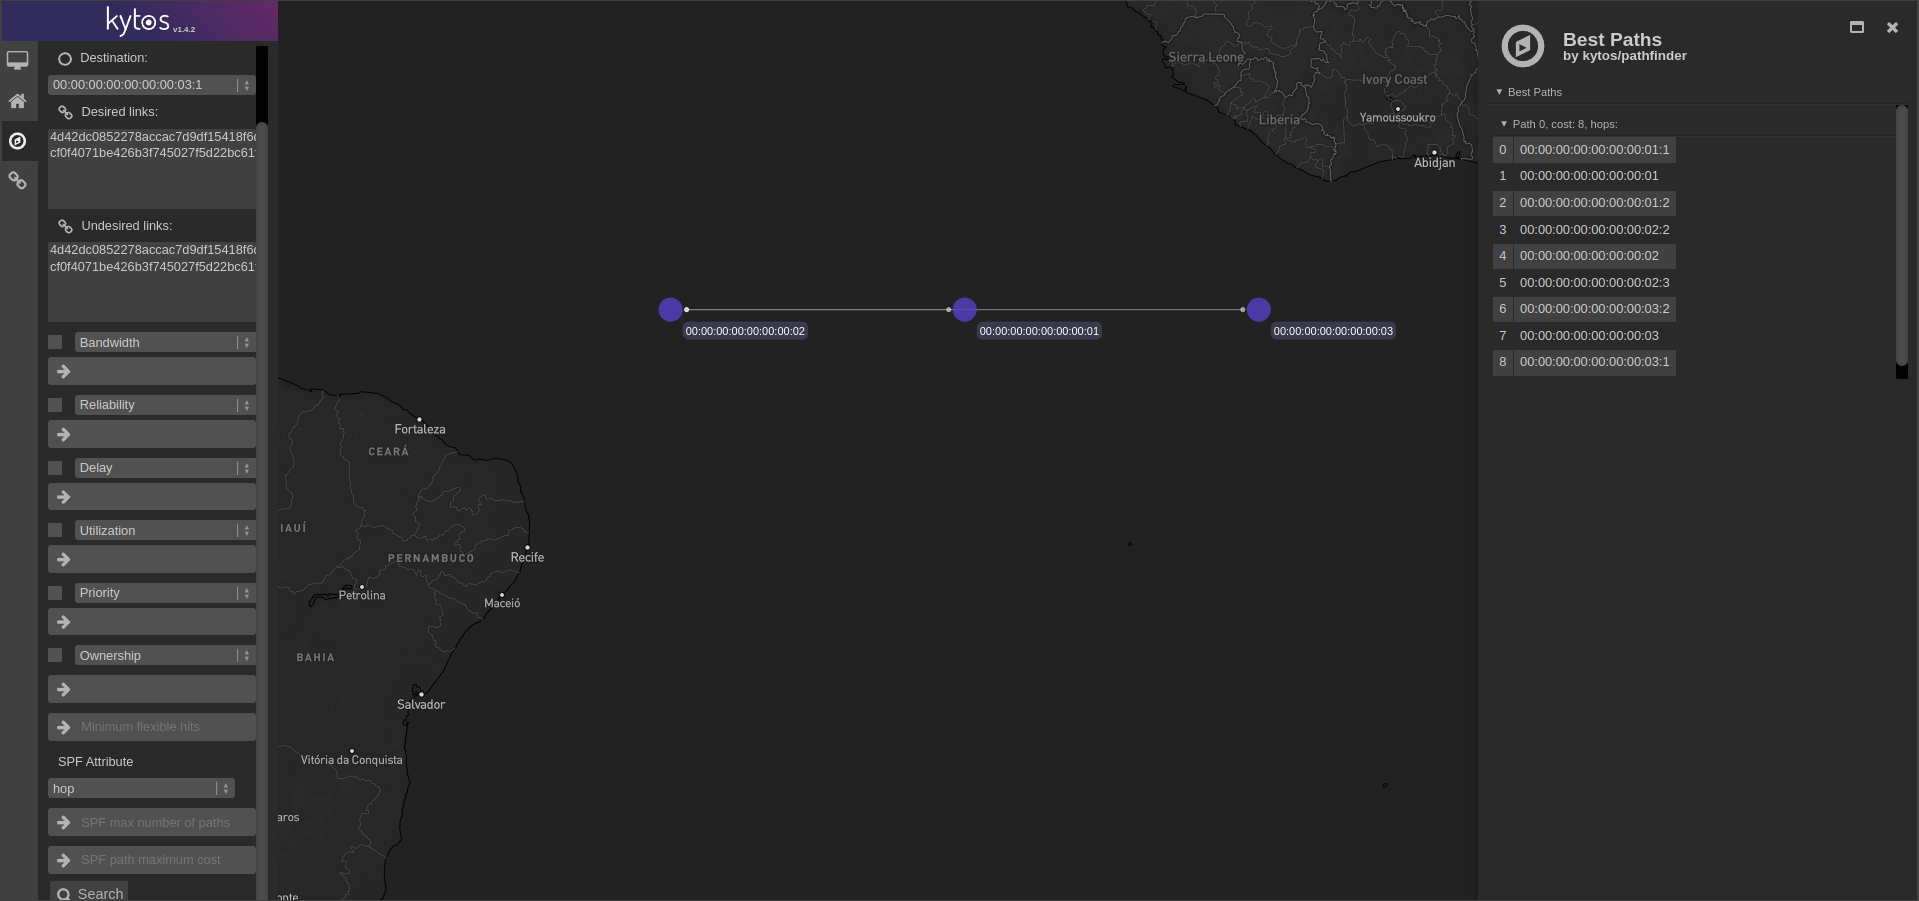 kytos v1.4.2
Destination:
00:00:00:00:00:00:00:03:1
Desired links:
4d42dc0852278accac7d9df15418f6
cf0f4071be426b3f745027f5d22bc61
Undesired links:
4d42dc0852278accac7d9df15418f6
cf0f4071be426b3f745027f5d22bc61
Bandwidth
Reliability
Delay
Utilization
Priority
Ownership
Minimum flexible hits
SPF Attribute
hop
SPF max number of paths
SPF path maximum cost
Search
Sierra Leone
Ivory Coast
Liberia
Yamoussoukro
Abidjan
00:00:00:00:00:00:00:02
00:00:00:00:00:00:00:01
00:00:00:00:00:00:00:03
Fortaleza
CEARÁ
IAUÍ
PERNAMBUCO
Recife
Petrolina
Maceió
BAHIA
Salvador
Vitória da Conquista
aros
onte
Best Paths
by kytos/pathfinder
Best Paths
Path 0, cost: 8, hops:
0 00:00:00:00:00:00:00:01:1
1 00:00:00:00:00:00:00:01
2 00:00:00:00:00:00:00:01:2
3 00:00:00:00:00:00:00:02:2
4 00:00:00:00:00:00:00:02
5 00:00:00:00:00:00:00:02:3
6 00:00:00:00:00:00:00:03:2
7 00:00:00:00:00:00:00:03
8 00:00:00:00:00:00:00:03:1